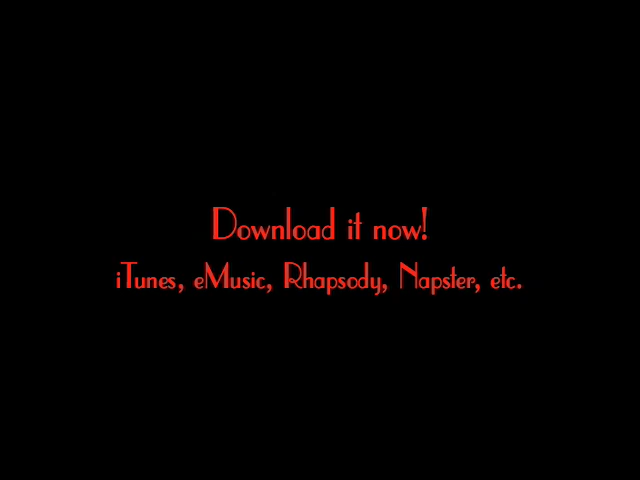 Download it now!
iTunes, eMusic, Rhapsody, Napster, etc.